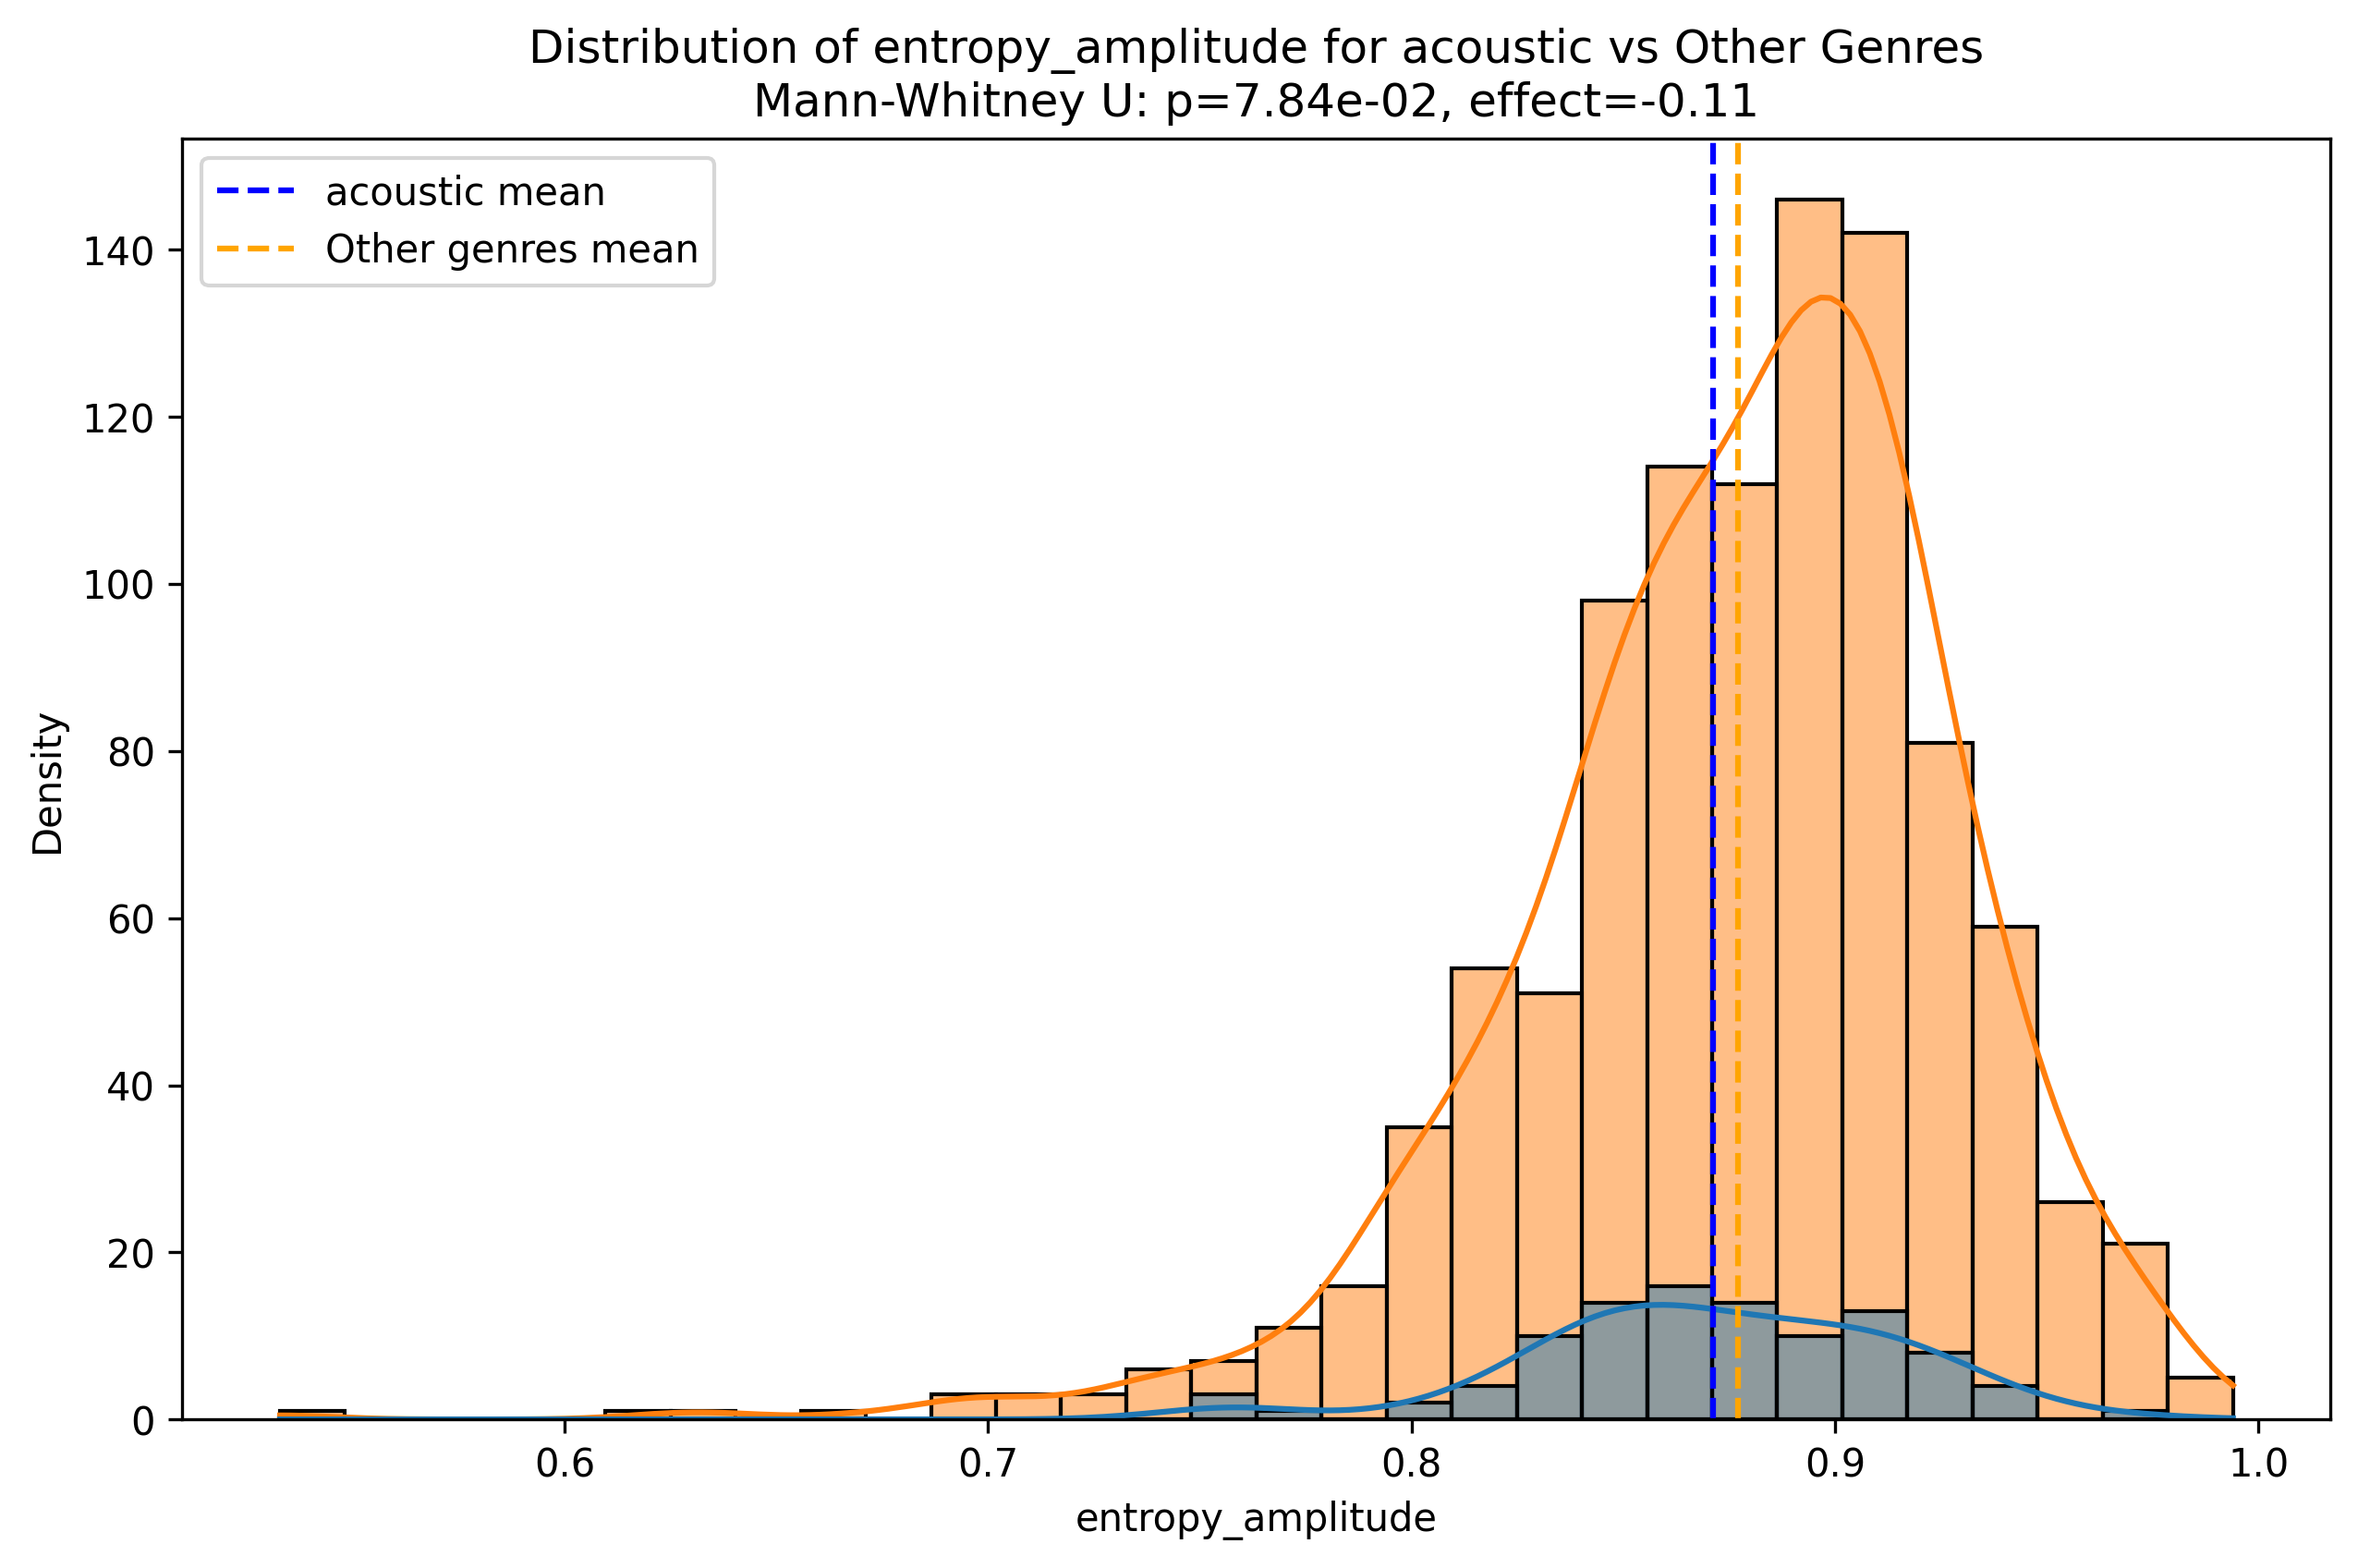 Distribution of entropy_amplitude for acoustic vs Other Genres
Mann-Whitney U: p=7.84e-02, effect=-0.11
acoustic mean
Other genres mean
140
120
100
80
60
40
20
0
Density
0.6
0.7
0.8
0.9
1.0
entropy_amplitude